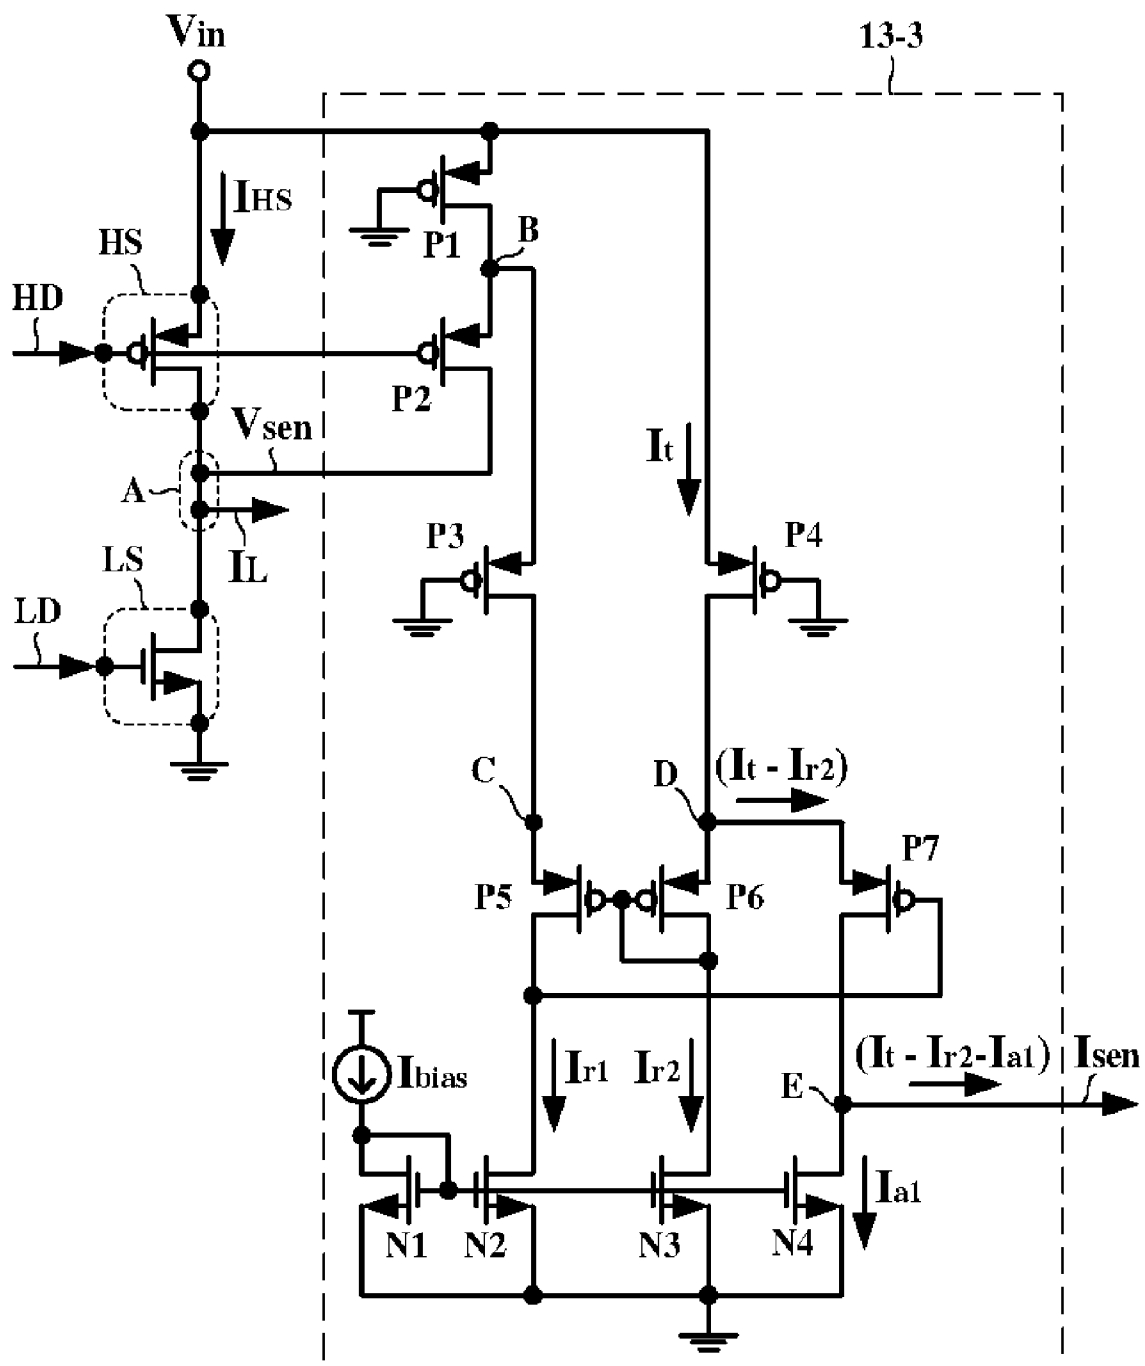 Vin
13-3
IHS
HS
P1
B
HD
P2
Vsen
A
It
IL
P3
P4
LS
LD
C
D
(It - Ir2)
P5
P6
P7
Ibias
Ir1
Ir2
(It - Ir2-Ia1)
Isen
E
Ia1
N1
N2
N3
N4